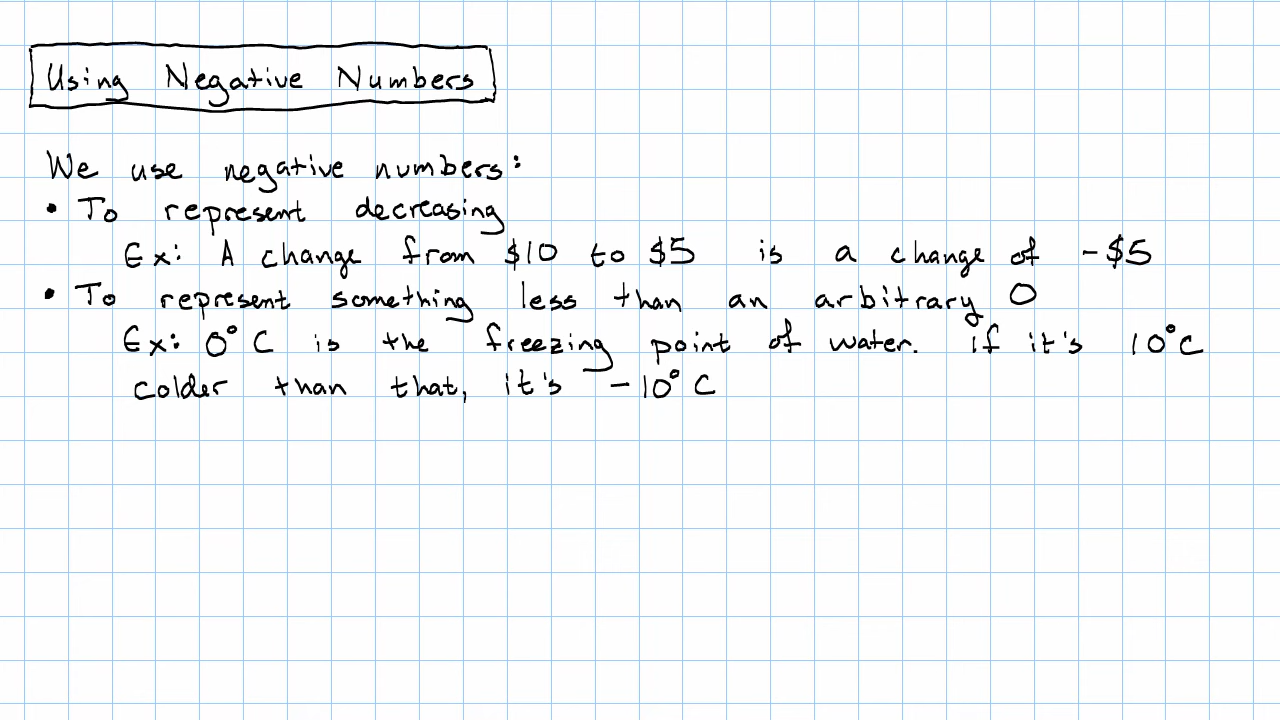 Using Negative Numbers
We use negative numbers:
• To represent decreasing
Ex: A change from $10 to $5 is a change of -$5
• To represent something less than an arbitrary 0
Ex: 0°C is the freezing point of water. if it's 10°C
colder than that, it's -10°C